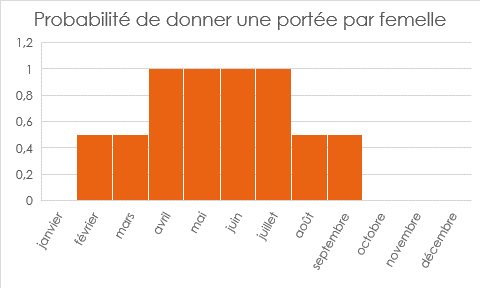 Probabilité de donner une portée par femelle
1,2
1
0,8
0,6
0,4
0,2
0
janvier
février
mars
avril
mai
juin
juillet
août
septembre
octobre
novembre
décembre